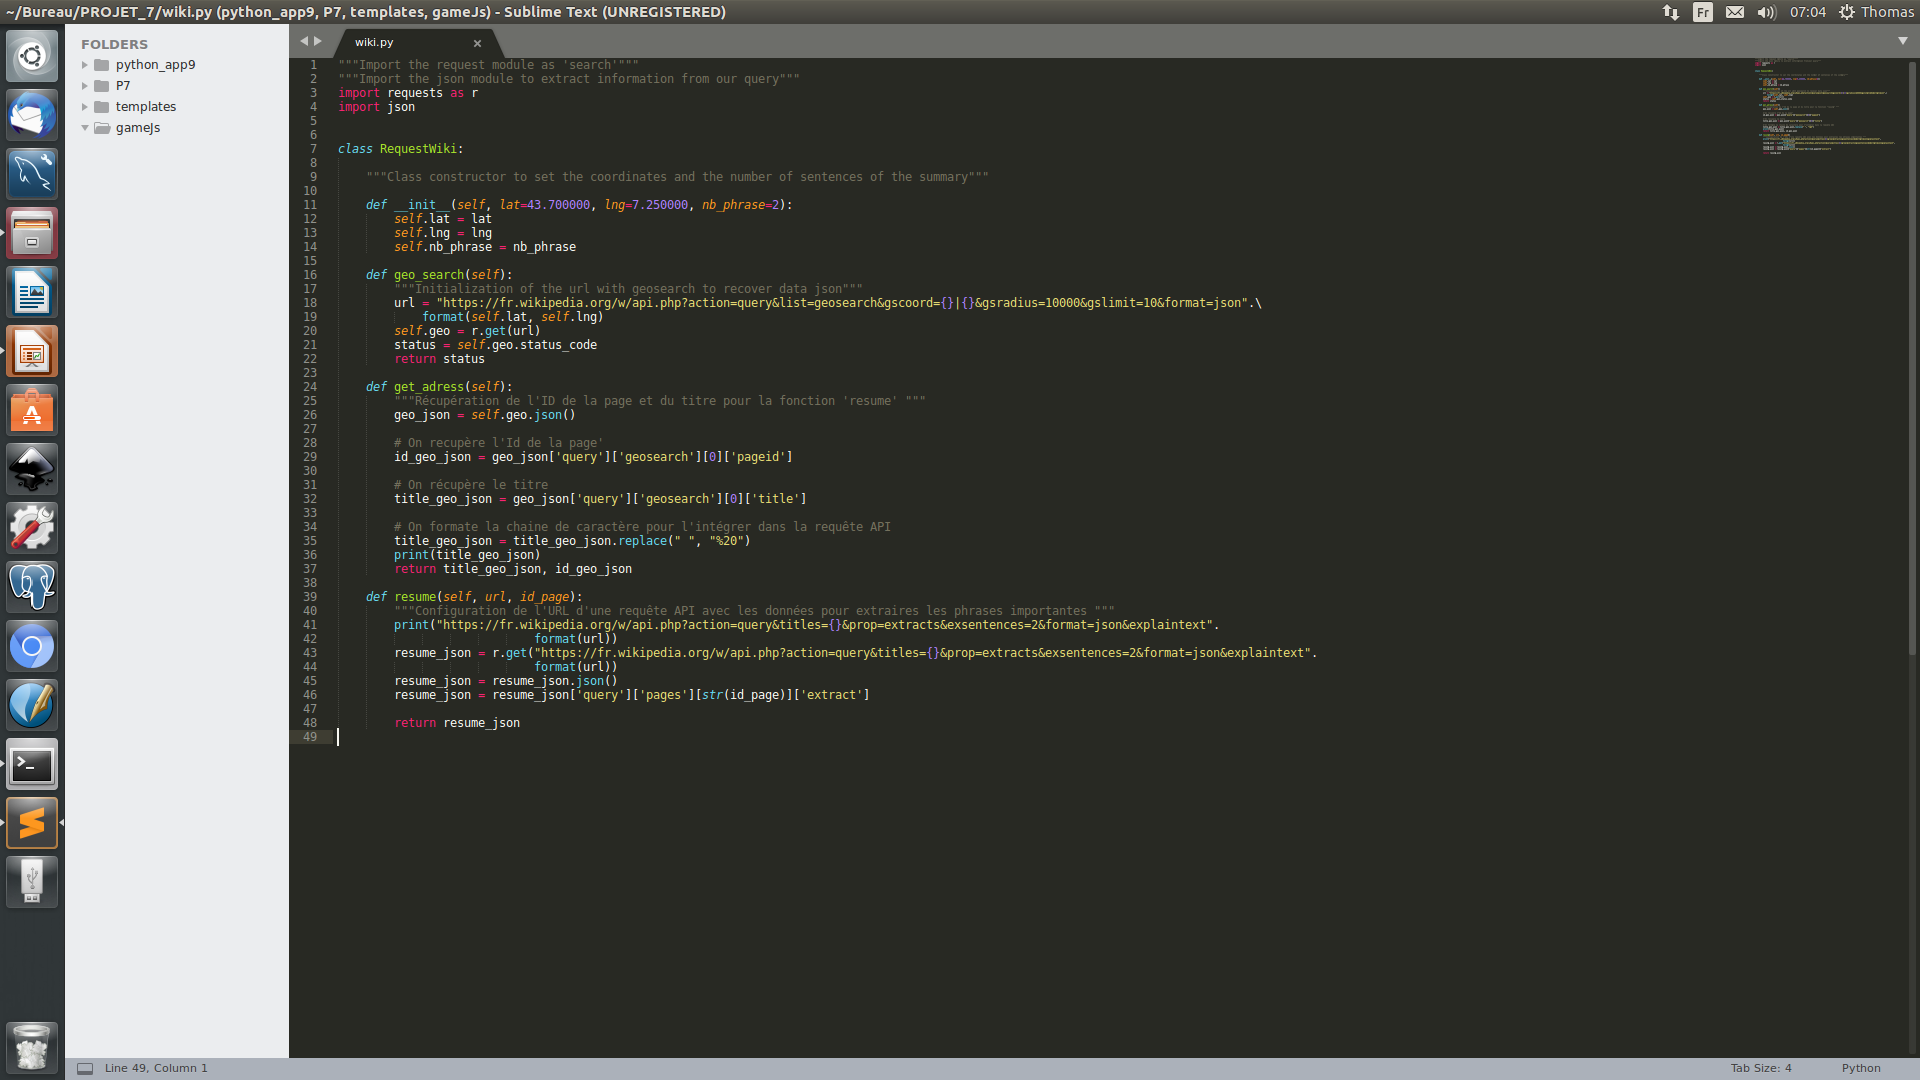 ~/Bureau/PROJET_7/wiki.py (python_app9, P7, templates, gameJs) - Sublime Text (UNREGISTERED)
Fr
07:04
Thomas
FOLDERS
python_app9
P7
templates
gameJs
wiki.py
1 """Import the request module as 'search'"""
2 """Import the json module to extract information from our query"""
3 import requests as r
4 import json
5
6
7 class RequestWiki:
8
9     """Class constructor to set the coordinates and the number of sentences of the summary"""
10
11     def __init__(self, lat=43.700000, lng=7.250000, nb_phrase=2):
12         self.lat = lat
13         self.lng = lng
14         self.nb_phrase = nb_phrase
15
16     def geo_search(self):
17         """Initialization of the url with geosearch to recover data json"""
18         url = "https://fr.wikipedia.org/w/api.php?action=query&list=geosearch&gscoord={}|{}&gsradius=10000&gslimit=10&format=json".\
19             format(self.lat, self.lng)
20         self.geo = r.get(url)
21         status = self.geo.status_code
22         return status
23
24     def get_adress(self):
25         """Récupération de l'ID de la page et du titre pour la fonction 'resume' """
26         geo_json = self.geo.json()
27
28         # On recupère l'Id de la page'
29         id_geo_json = geo_json['query']['geosearch'][0]['pageid']
30
31         # On récupère le titre
32         title_geo_json = geo_json['query']['geosearch'][0]['title']
33
34         # On formate la chaine de caractère pour l'intégrer dans la requête API
35         title_geo_json = title_geo_json.replace(" ", "%20")
36         print(title_geo_json)
37         return title_geo_json, id_geo_json
38
39     def resume(self, url, id_page):
40         """Configuration de l'URL d'une requête API avec les données pour extraires les phrases importantes """
41         print("https://fr.wikipedia.org/w/api.php?action=query&titles={}&prop=extracts&exsentences=2&format=json&explaintext".
42                             format(url))
43         resume_json = r.get("https://fr.wikipedia.org/w/api.php?action=query&titles={}&prop=extracts&exsentences=2&format=json&explaintext".
44                             format(url))
45         resume_json = resume_json.json()
46         resume_json = resume_json['query']['pages'][str(id_page)]['extract']
47
48         return resume_json
49
Line 49, Column 1
Tab Size: 4
Python